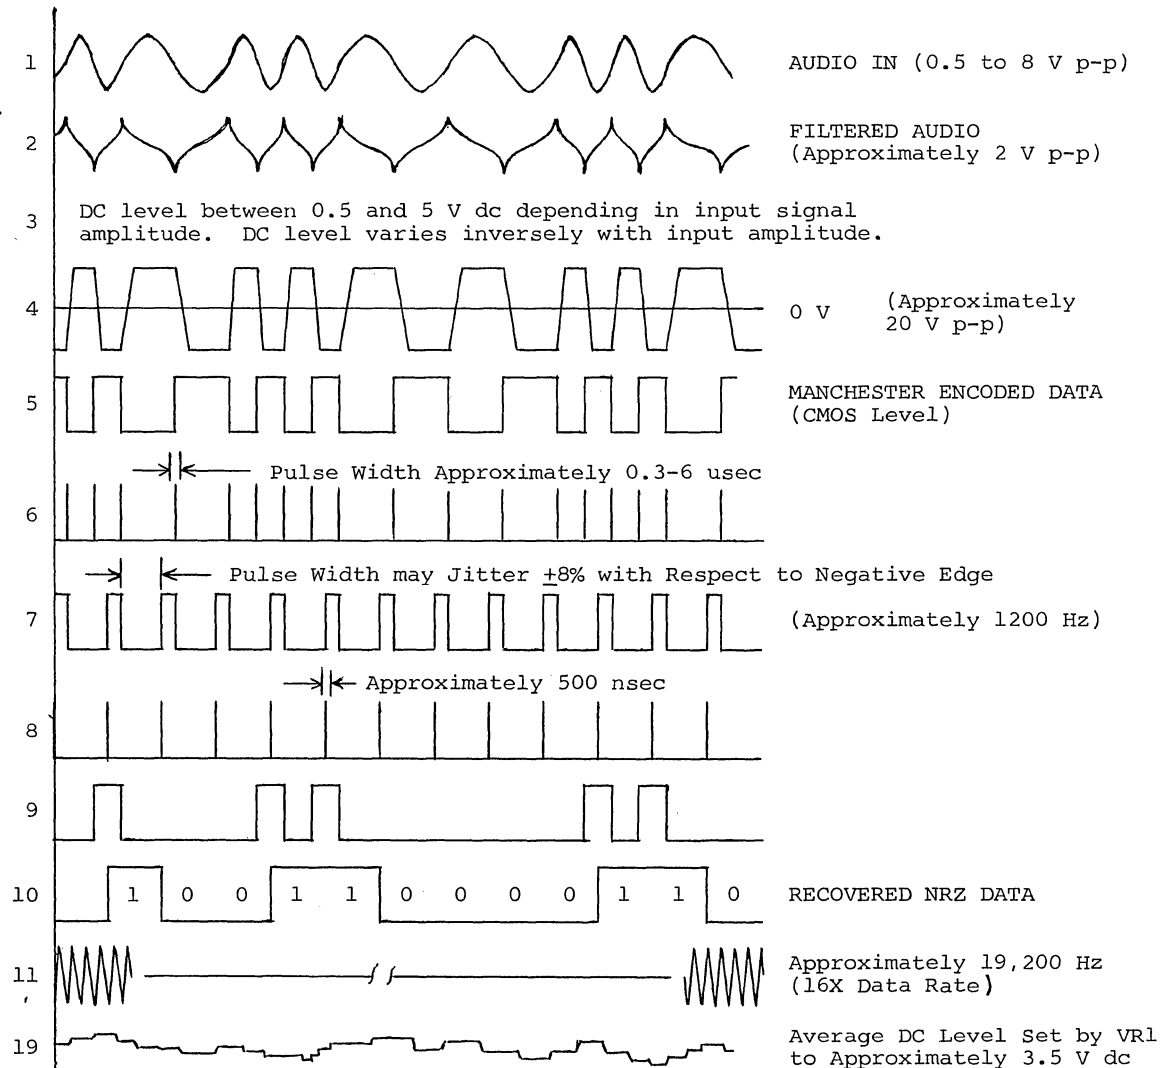 1
AUDIO IN (0.5 to 8 V p-p)
2
FILTERED AUDIO
(Approximately 2 V p-p)
3
DC level between 0.5 and 5 V dc depending in input signal
amplitude. DC level varies inversely with input amplitude.
4
0 V
(Approximately
20 V p-p)
5
MANCHESTER ENCODED DATA
(CMOS Level)
Pulse Width Approximately 0.3-6 usec
6
Pulse Width may Jitter ±8% with Respect to Negative Edge
7
(Approximately 1200 Hz)
Approximately 500 nsec
8
9
10
1 0 0 1 1 0 0 0 0 1 1 0
RECOVERED NRZ DATA
11
Approximately 19,200 Hz
(16X Data Rate)
19
Average DC Level Set by VR1
to Approximately 3.5 V dc